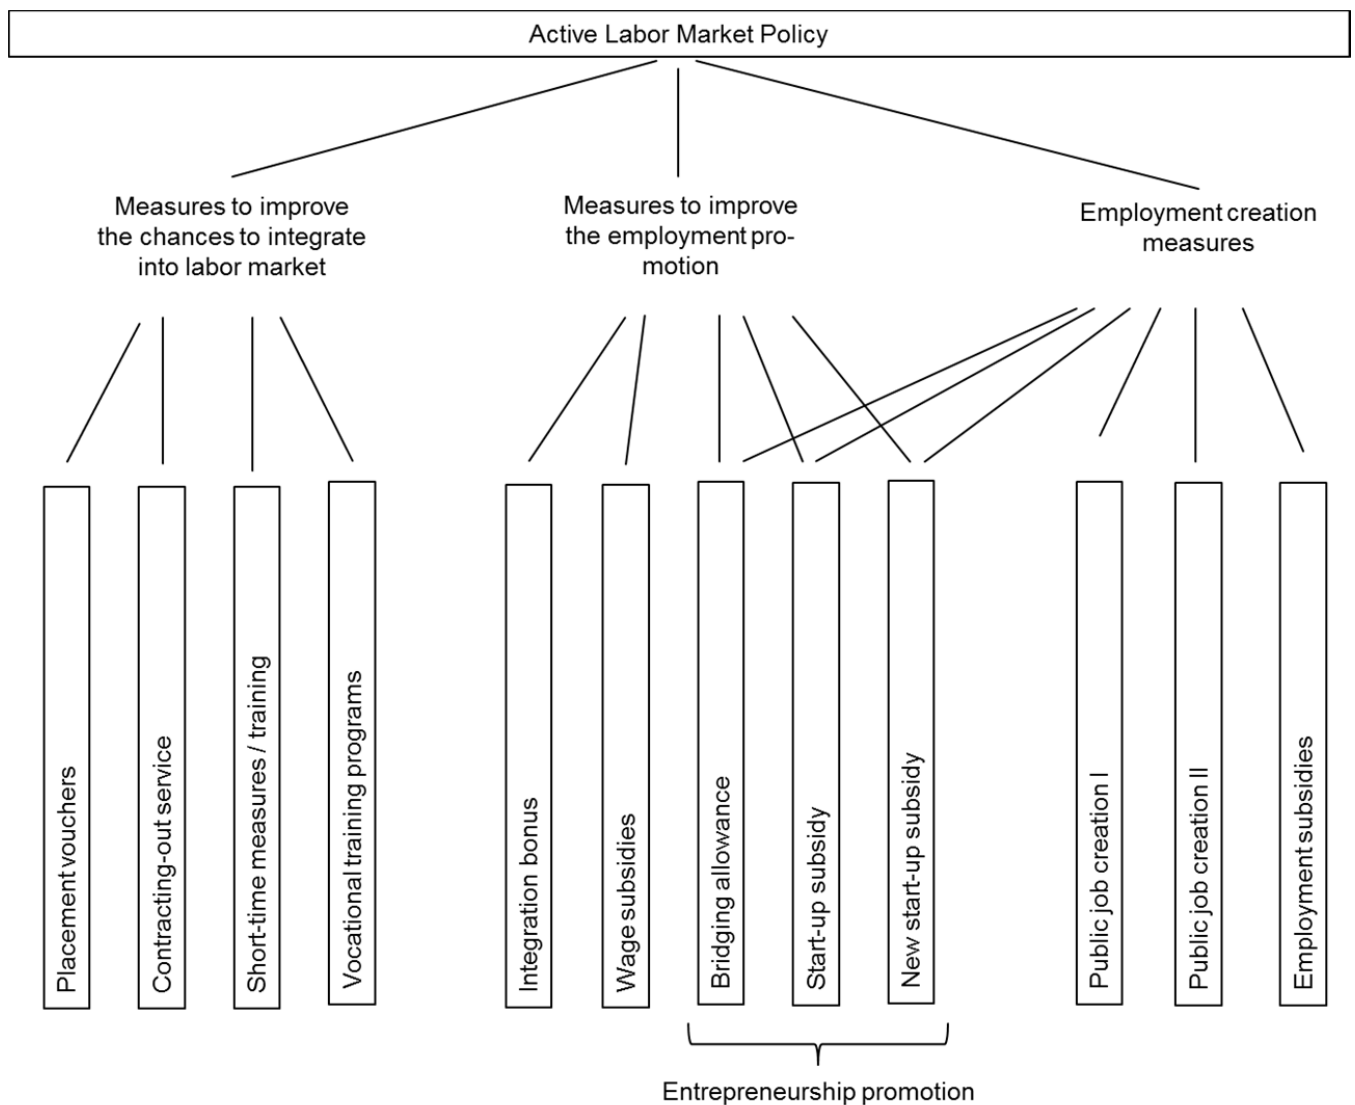 Active Labor Market Policy
Measures to improve
the chances to integrate
into labor market
Measures to improve
the employment pro-
motion
Employment creation
measures
Placement vouchers
Contracting-out service
Short-time measures / training
Vocational training programs
Integration bonus
Wage subsidies
Bridging allowance
Start-up subsidy
New start-up subsidy
Public job creation I
Public job creation II
Employment subsidies
Entrepreneurship promotion